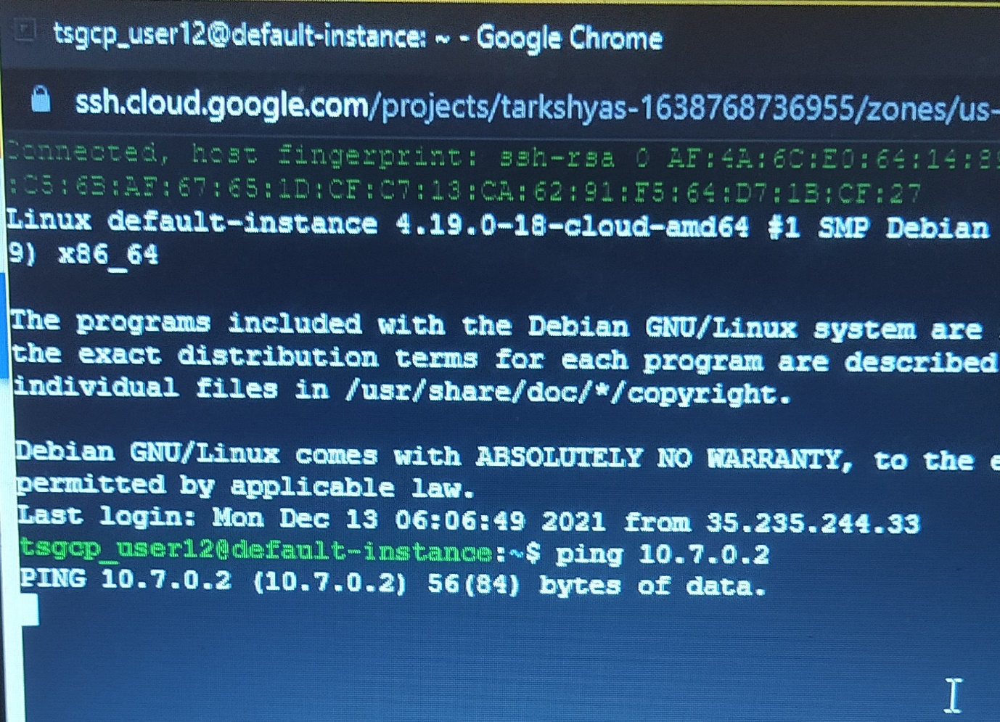 tsgcp_user12@default-instance: ~ - Google Chrome
ssh.cloud.google.com/projects/tarkshyas-1638768736955/zones/us-
Connected, host fingerprint: ssh-rsa 0 AF:4A:6C:E0:64:14:89
:C5:6B:AF:67:65:1D:CF:C7:13:CA:62:91:F5:64:D7:1B:CF:27
Linux default-instance 4.19.0-18-cloud-amd64 #1 SMP Debian
9) x86_64
The programs included with the Debian GNU/Linux system are
the exact distribution terms for each program are described
individual files in /usr/share/doc/*/copyright.
Debian GNU/Linux comes with ABSOLUTELY NO WARRANTY, to the e
permitted by applicable law.
Last login: Mon Dec 13 06:06:49 2021 from 35.235.244.33
tsgcp_user12@default-instance:~$ ping 10.7.0.2
PING 10.7.0.2 (10.7.0.2) 56(84) bytes of data.